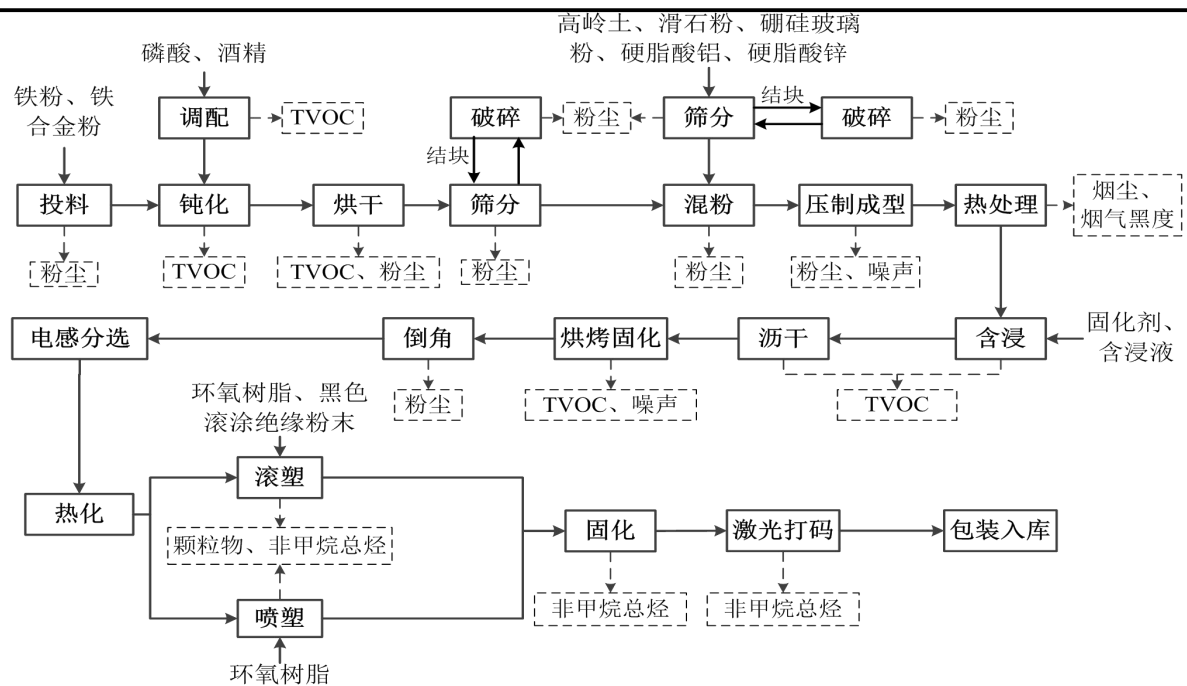 高岭土、滑石粉、硼硅玻璃
粉、硬脂酸铝、硬脂酸锌
磷酸、酒精
铁粉、铁
合金粉
调配
TVOC
破碎
粉尘
筛分
结块
破碎
粉尘
结块
投料
钝化
烘干
筛分
混粉
压制成型
热处理
烟尘、
烟气黑度
粉尘
TVOC
TVOC、粉尘
粉尘
粉尘
粉尘、噪声
电感分选
倒角
烘烤固化
沥干
含浸
固化剂、
含浸液
粉尘
TVOC、噪声
TVOC
环氧树脂、黑色
滚涂绝缘粉末
滚塑
热化
颗粒物、非甲烷总烃
固化
激光打码
包装入库
喷塑
非甲烷总烃
非甲烷总烃
环氧树脂